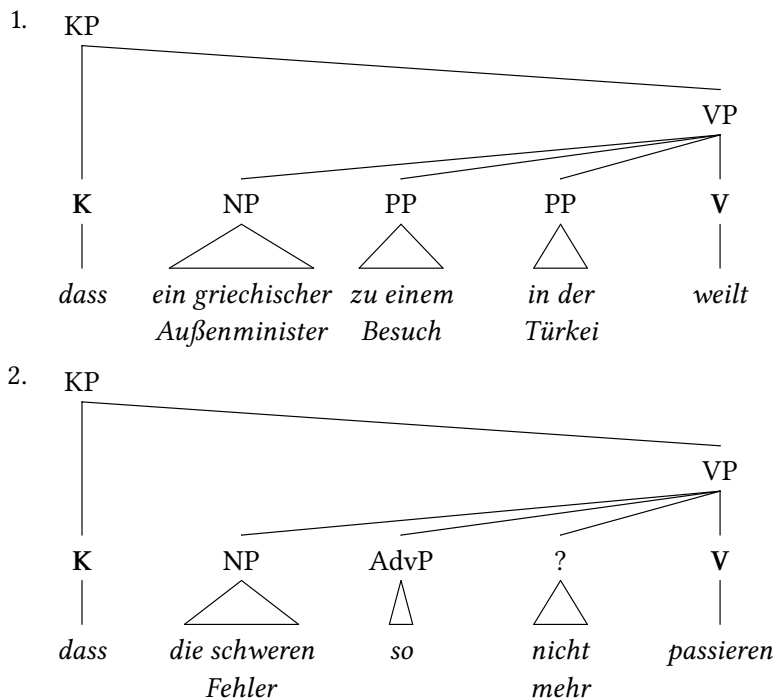 1. KP
VP
K NP PP PP V
dass ein griechischer zu einem in der weilt
Außenminister Besuch Türkei
2. KP
VP
K NP AdvP ? V
dass die schweren so nicht passieren
Fehler mehr